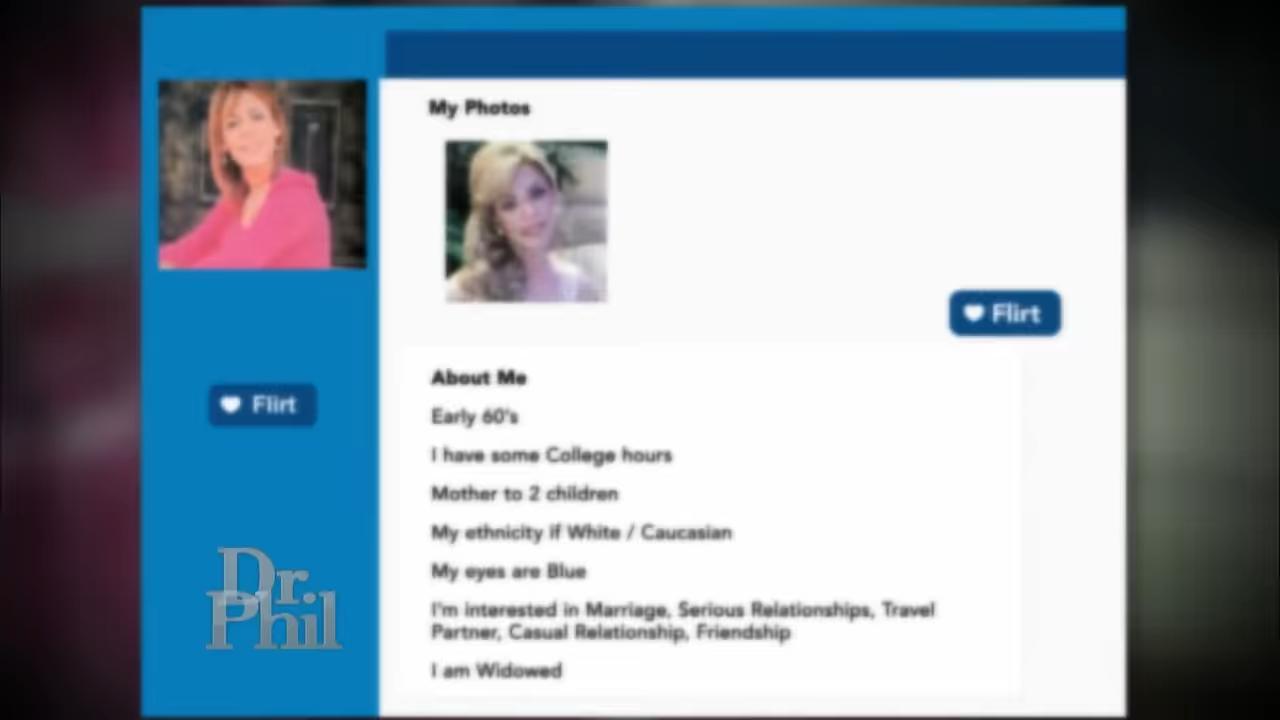 My Photos
Flirt
About Me
Flirt
Early 60's
I have some College hours
Mother to 2 children
My ethnicity if White / Caucasian
My eyes are Blue
I'm interested in Marriage, Serious Relationships, Travel
Partner, Casual Relationship, Friendship
I am Widowed
Dr.
Phil